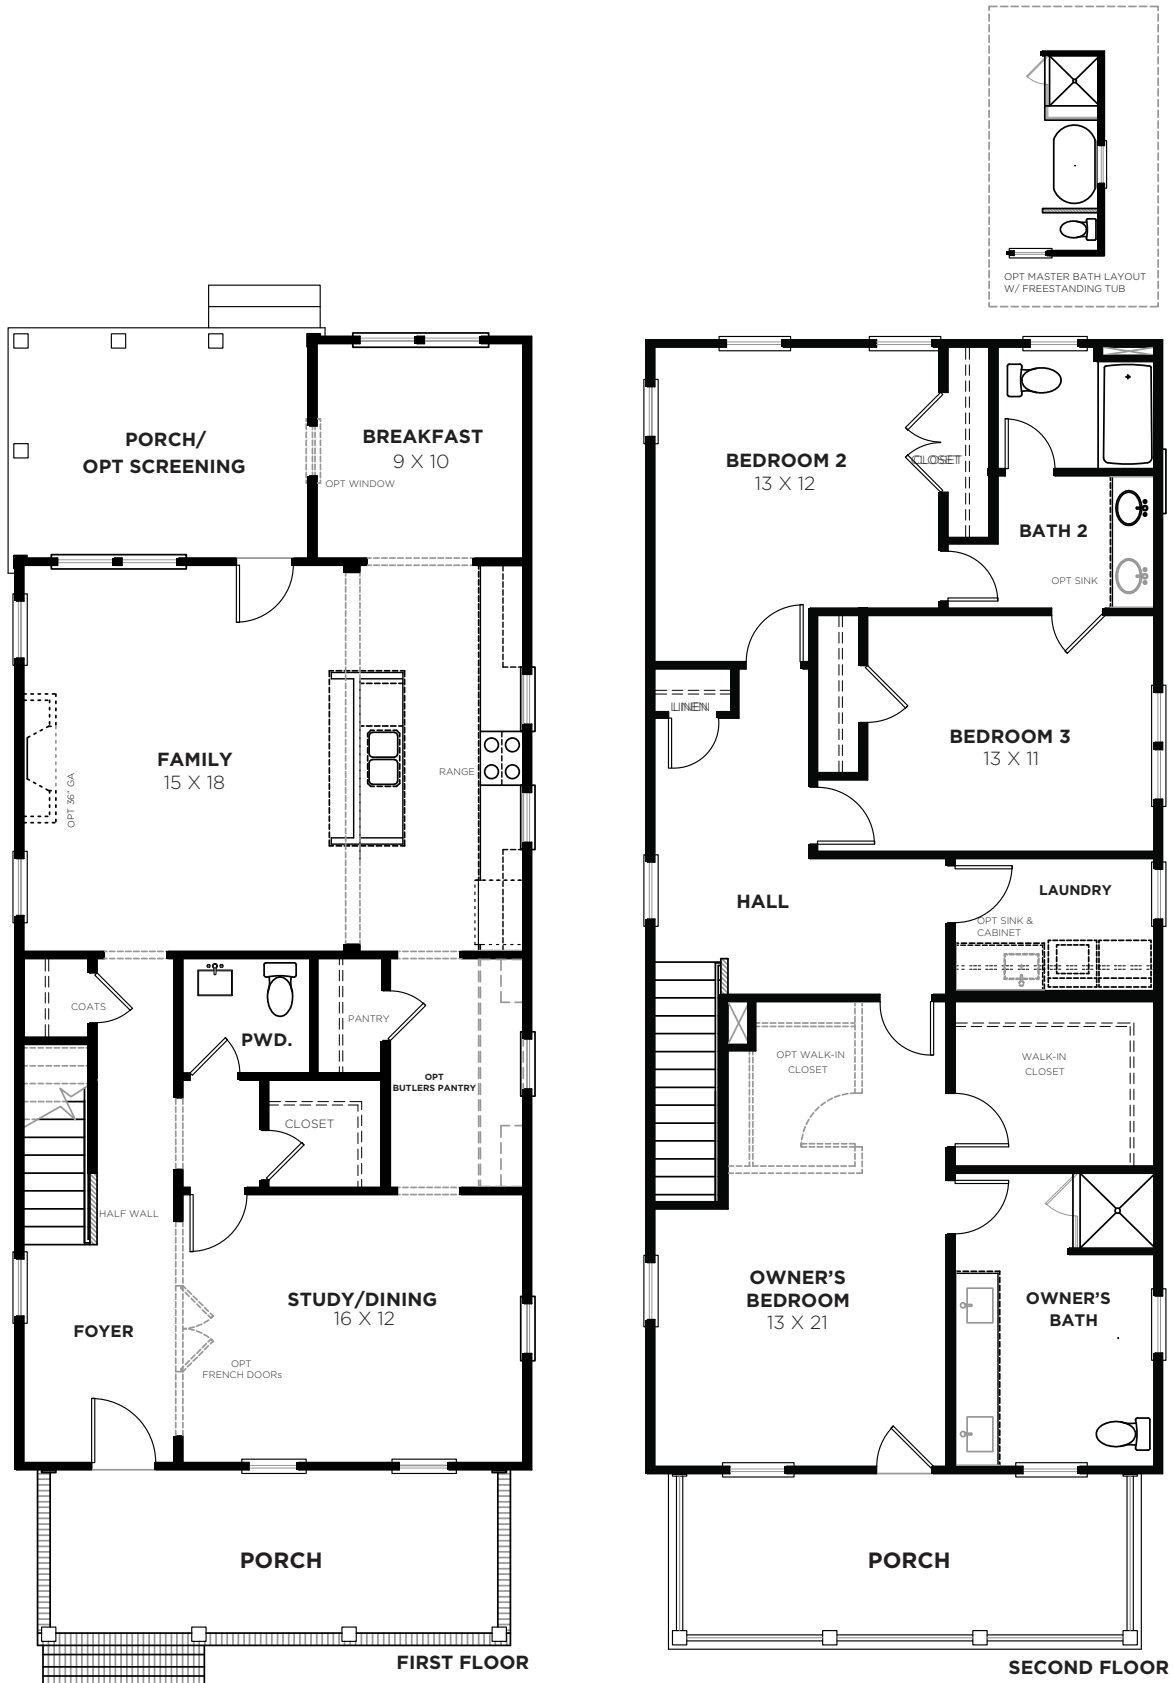 OPT MASTER BATH LAYOUT
W/ FREESTANDING TUB
PORCH/
OPT SCREENING
BREAKFAST
9 X 10
OPT WINDOW
FAMILY
15 X 18
OPT 36" GA
RANGE
COATS
PWD.
PANTRY
OPT
BUTLERS PANTRY
CLOSET
HALF WALL
FOYER
STUDY/DINING
16 X 12
OPT
FRENCH DOORs
PORCH
FIRST FLOOR
BEDROOM 2
13 X 12
CLOSET
BATH 2
OPT SINK
LINEN
BEDROOM 3
13 X 11
HALL
LAUNDRY
OPT SINK &
CABINET
OPT WALK-IN
CLOSET
WALK-IN
CLOSET
OWNER'S
BEDROOM
13 X 21
OWNER'S
BATH
PORCH
SECOND FLOOR